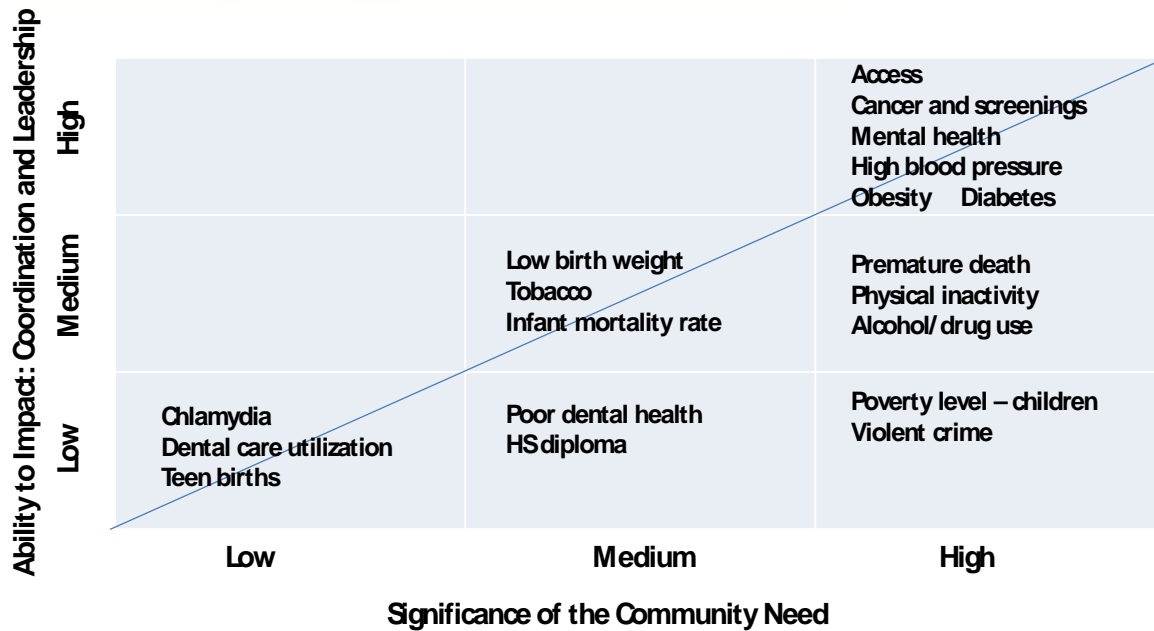 Ability to Impact: Coordination and Leadership
High
Access
Cancer and screenings
Mental health
High blood pressure
Obesity Diabetes
Medium
Low birth weight
Tobacco
Infant mortality rate
Premature death
Physical inactivity
Alcohol/ drug use
Low
Chlamydia
Dental care utilization
Teen births
Poor dental health
HS diploma
Poverty level – children
Violent crime
Low
Medium
High
Significance of the Community Need